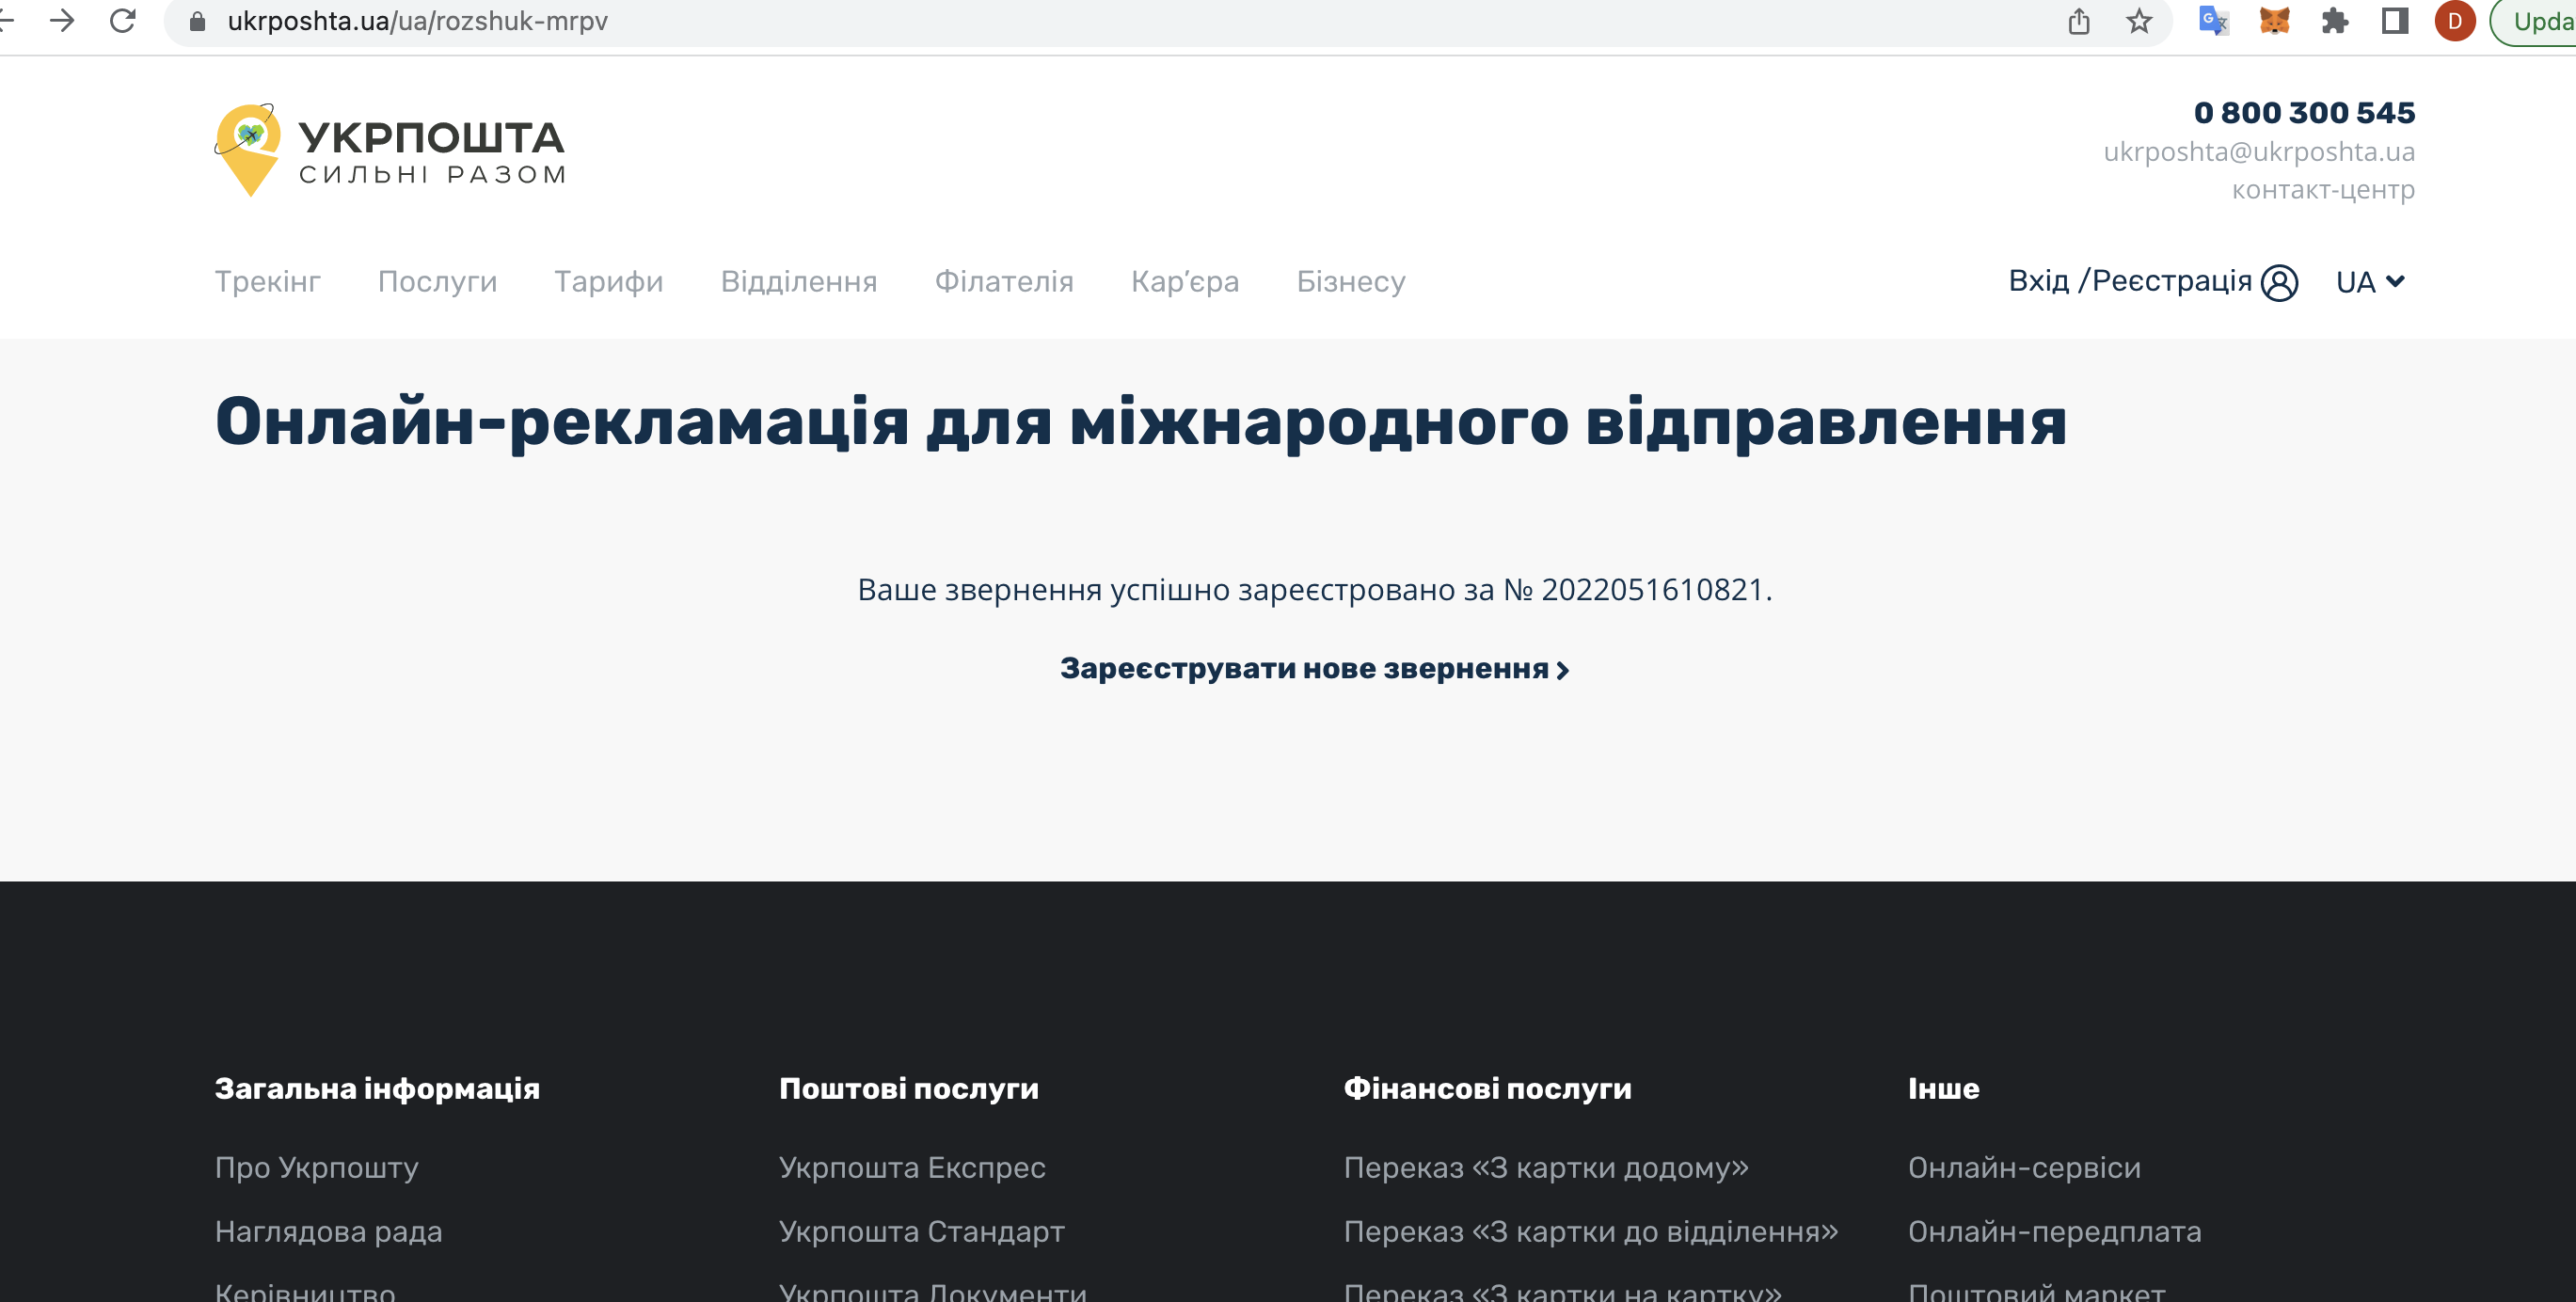 ukrposhta.ua/ua/rozshuk-mrpv
D
Upda
УКРПОШТА
СИЛЬНІ РАЗОМ
0 800 300 545
ukrposhta@ukrposhta.ua
контакт-центр
Трекінг Послуги Тарифи Відділення Філателія Кар’єра Бізнесу Вхід /Реєстрація UA
Онлайн-рекламація для міжнародного відправлення
Ваше звернення успішно зареєстровано за № 2022051610821.
Зареєструвати нове звернення
Загальна інформація
Про Укрпошту
Наглядова рада
Керівництво
Поштові послуги
Укрпошта Експрес
Укрпошта Стандарт
Укрпошта Документи
Фінансові послуги
Переказ «З картки додому»
Переказ «З картки до відділення»
Переказ «З картки на картку»
Інше
Онлайн-сервіси
Онлайн-передплата
Поштовий маркет